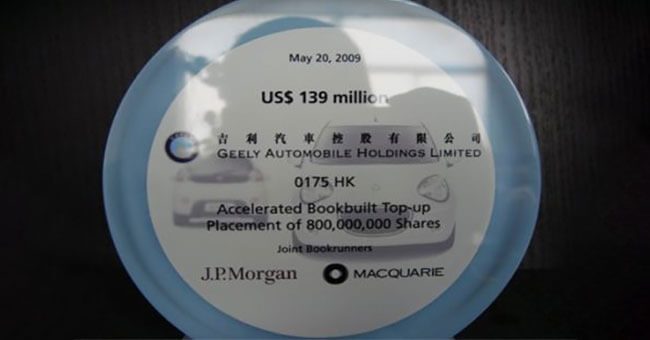 May 20, 2009
US$ 139 million
吉利汽車控股有限公司
GEELY AUTOMOBILE HOLDINGS LIMITED
0175.HK
Accelerated Bookbuilt Top-up
Placement of 800,000,000 Shares
Joint Bookrunners
J.P.Morgan MACQUARIE